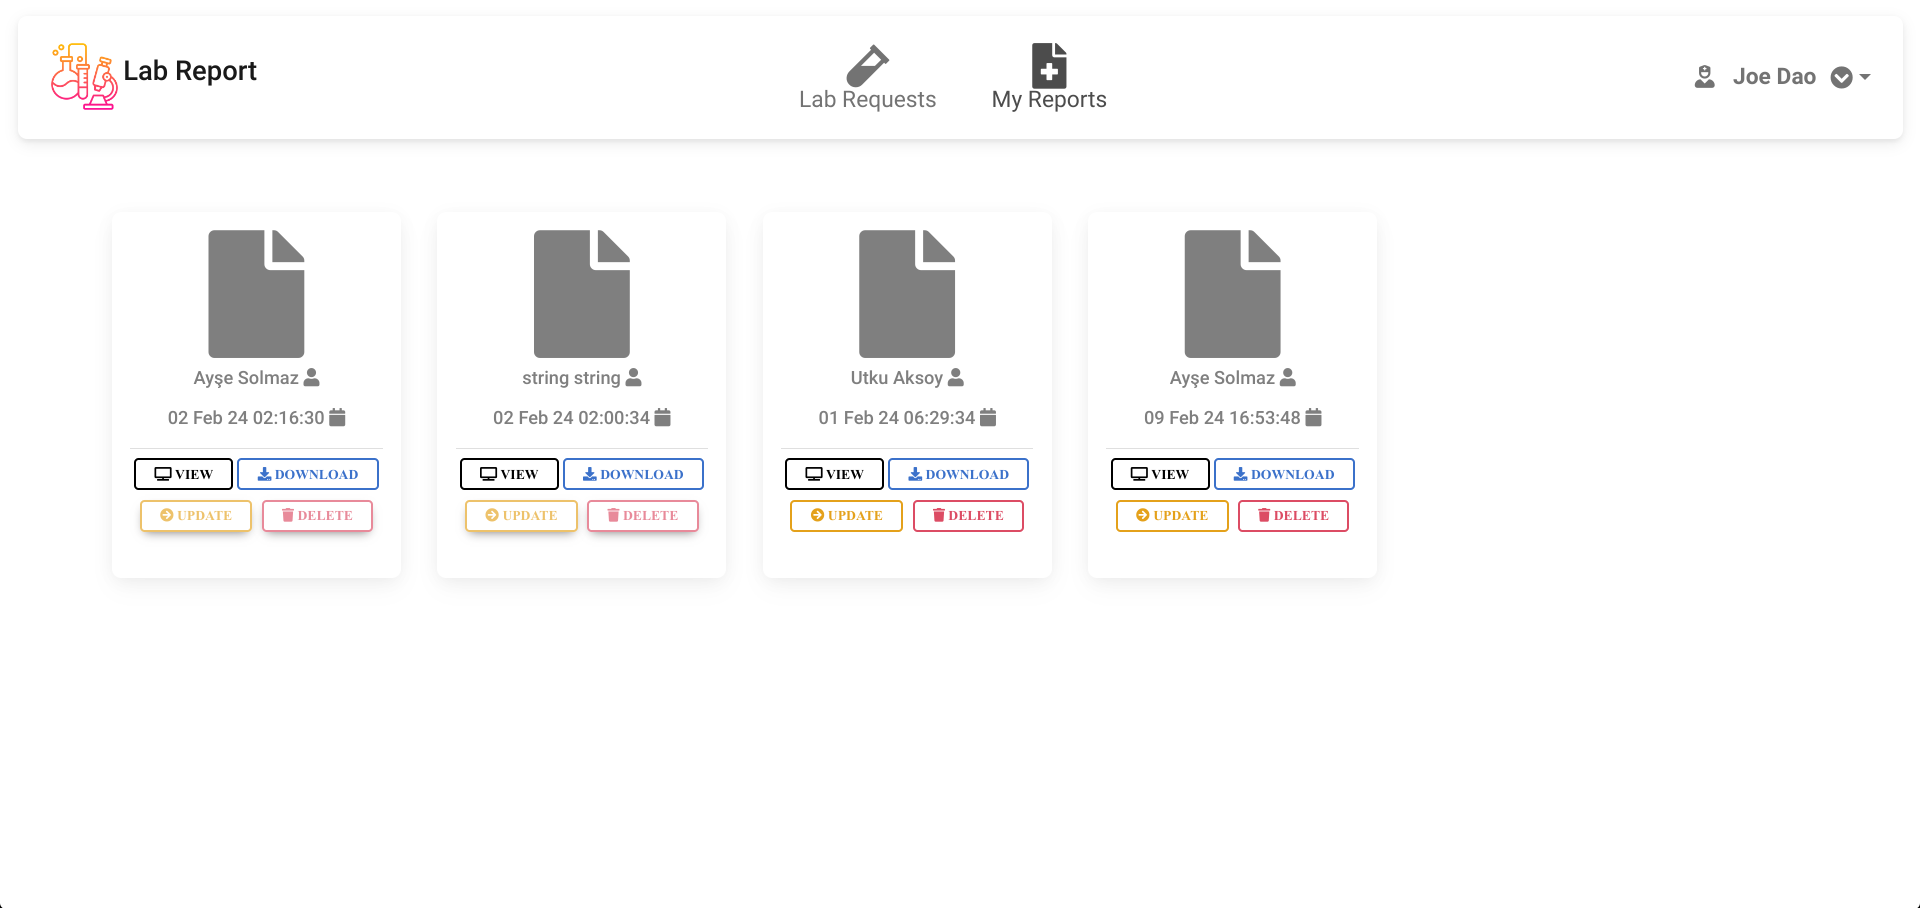 Lab Report
Lab Requests
My Reports
Joe Dao
Ayşe Solmaz
02 Feb 24 02:16:30
VIEW DOWNLOAD
UPDATE DELETE
string string
02 Feb 24 02:00:34
VIEW DOWNLOAD
UPDATE DELETE
Utku Aksoy
01 Feb 24 06:29:34
VIEW DOWNLOAD
UPDATE DELETE
Ayşe Solmaz
09 Feb 24 16:53:48
VIEW DOWNLOAD
UPDATE DELETE